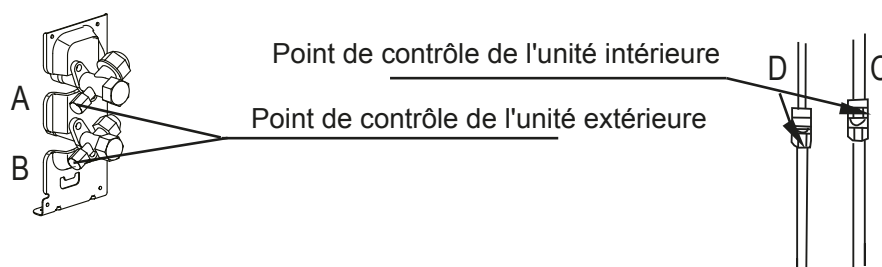 Point de contrôle de l'unité intérieure
D
C
A
Point de contrôle de l'unité extérieure
B